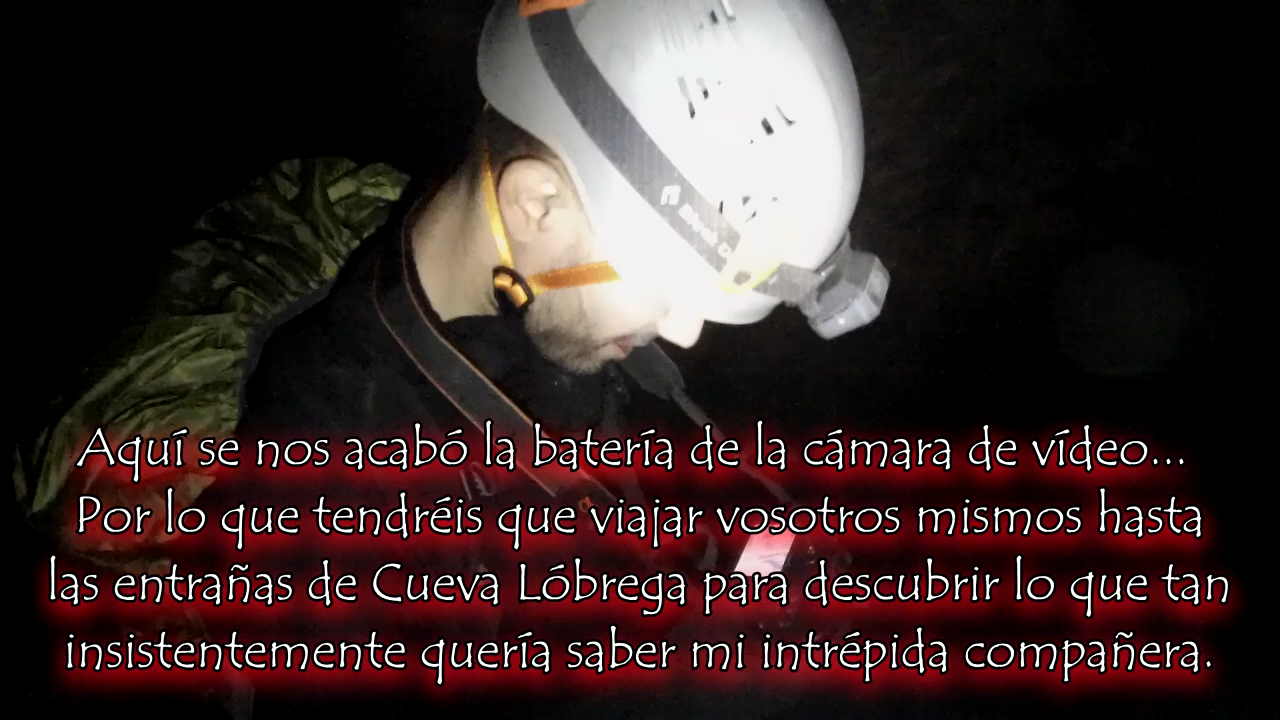 Aquí se nos acabó la batería de la cámara de vídeo...
Por lo que tendréis que viajar vosotros mismos hasta
las entrañas de Cueva Lóbrega para descubrir lo que tan
insistentemente quería saber mi intrépida compañera.